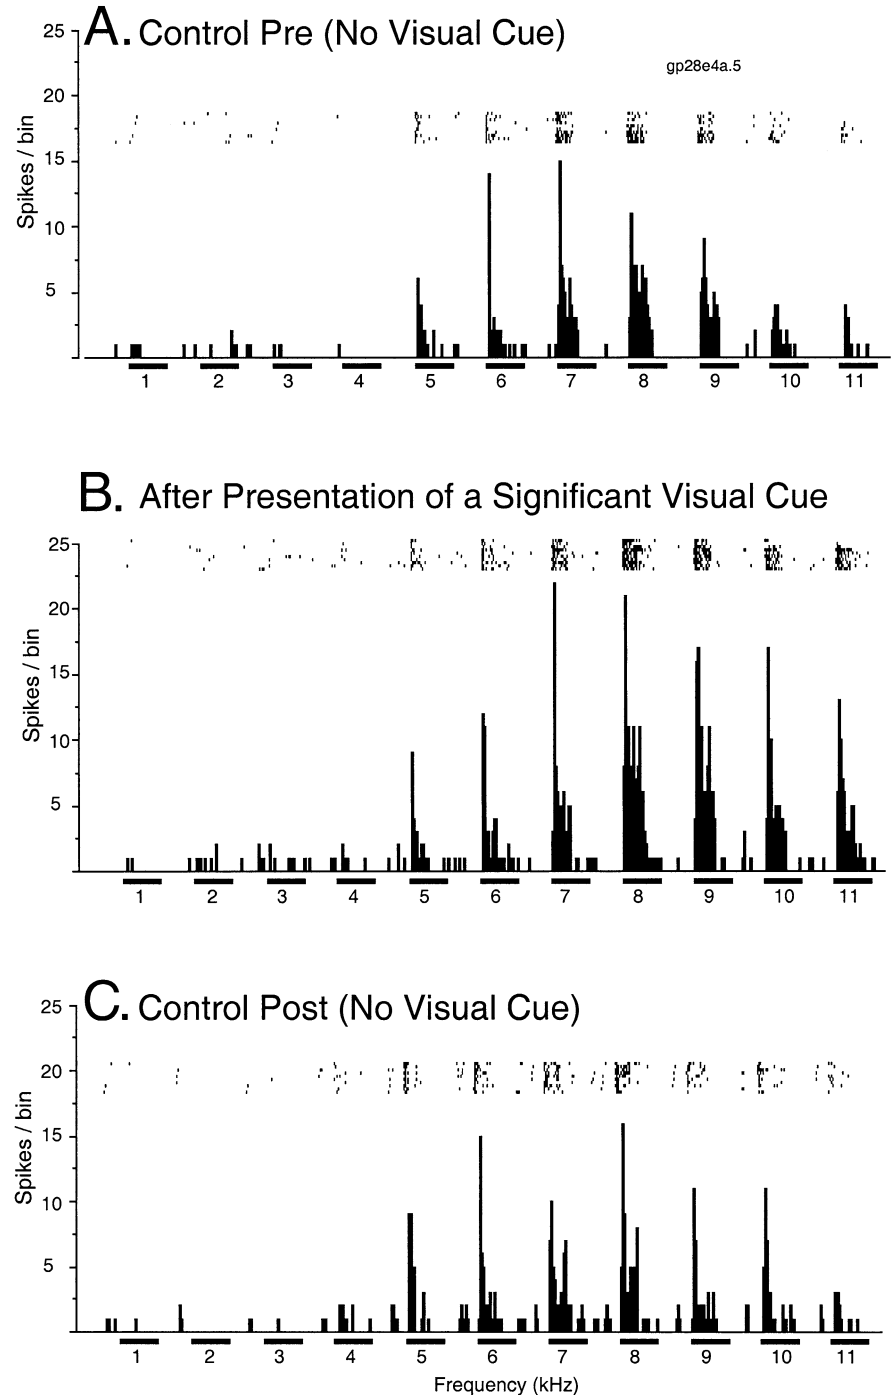 A. Control Pre (No Visual Cue)
gp28e4a.5
Spikes / bin
25
20
15
10
5
1 2 3 4 5 6 7 8 9 10 11
B. After Presentation of a Significant Visual Cue
Spikes / bin
25
20
15
10
5
1 2 3 4 5 6 7 8 9 10 11
C. Control Post (No Visual Cue)
Spikes / bin
25
20
15
10
5
1 2 3 4 5 6 7 8 9 10 11
Frequency (kHz)